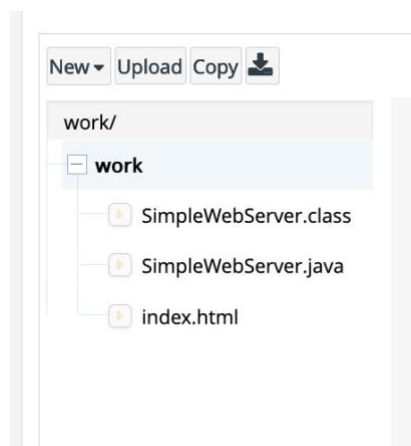 New Upload Copy
work/
work
SimpleWebServer.class
SimpleWebServer.java
index.html